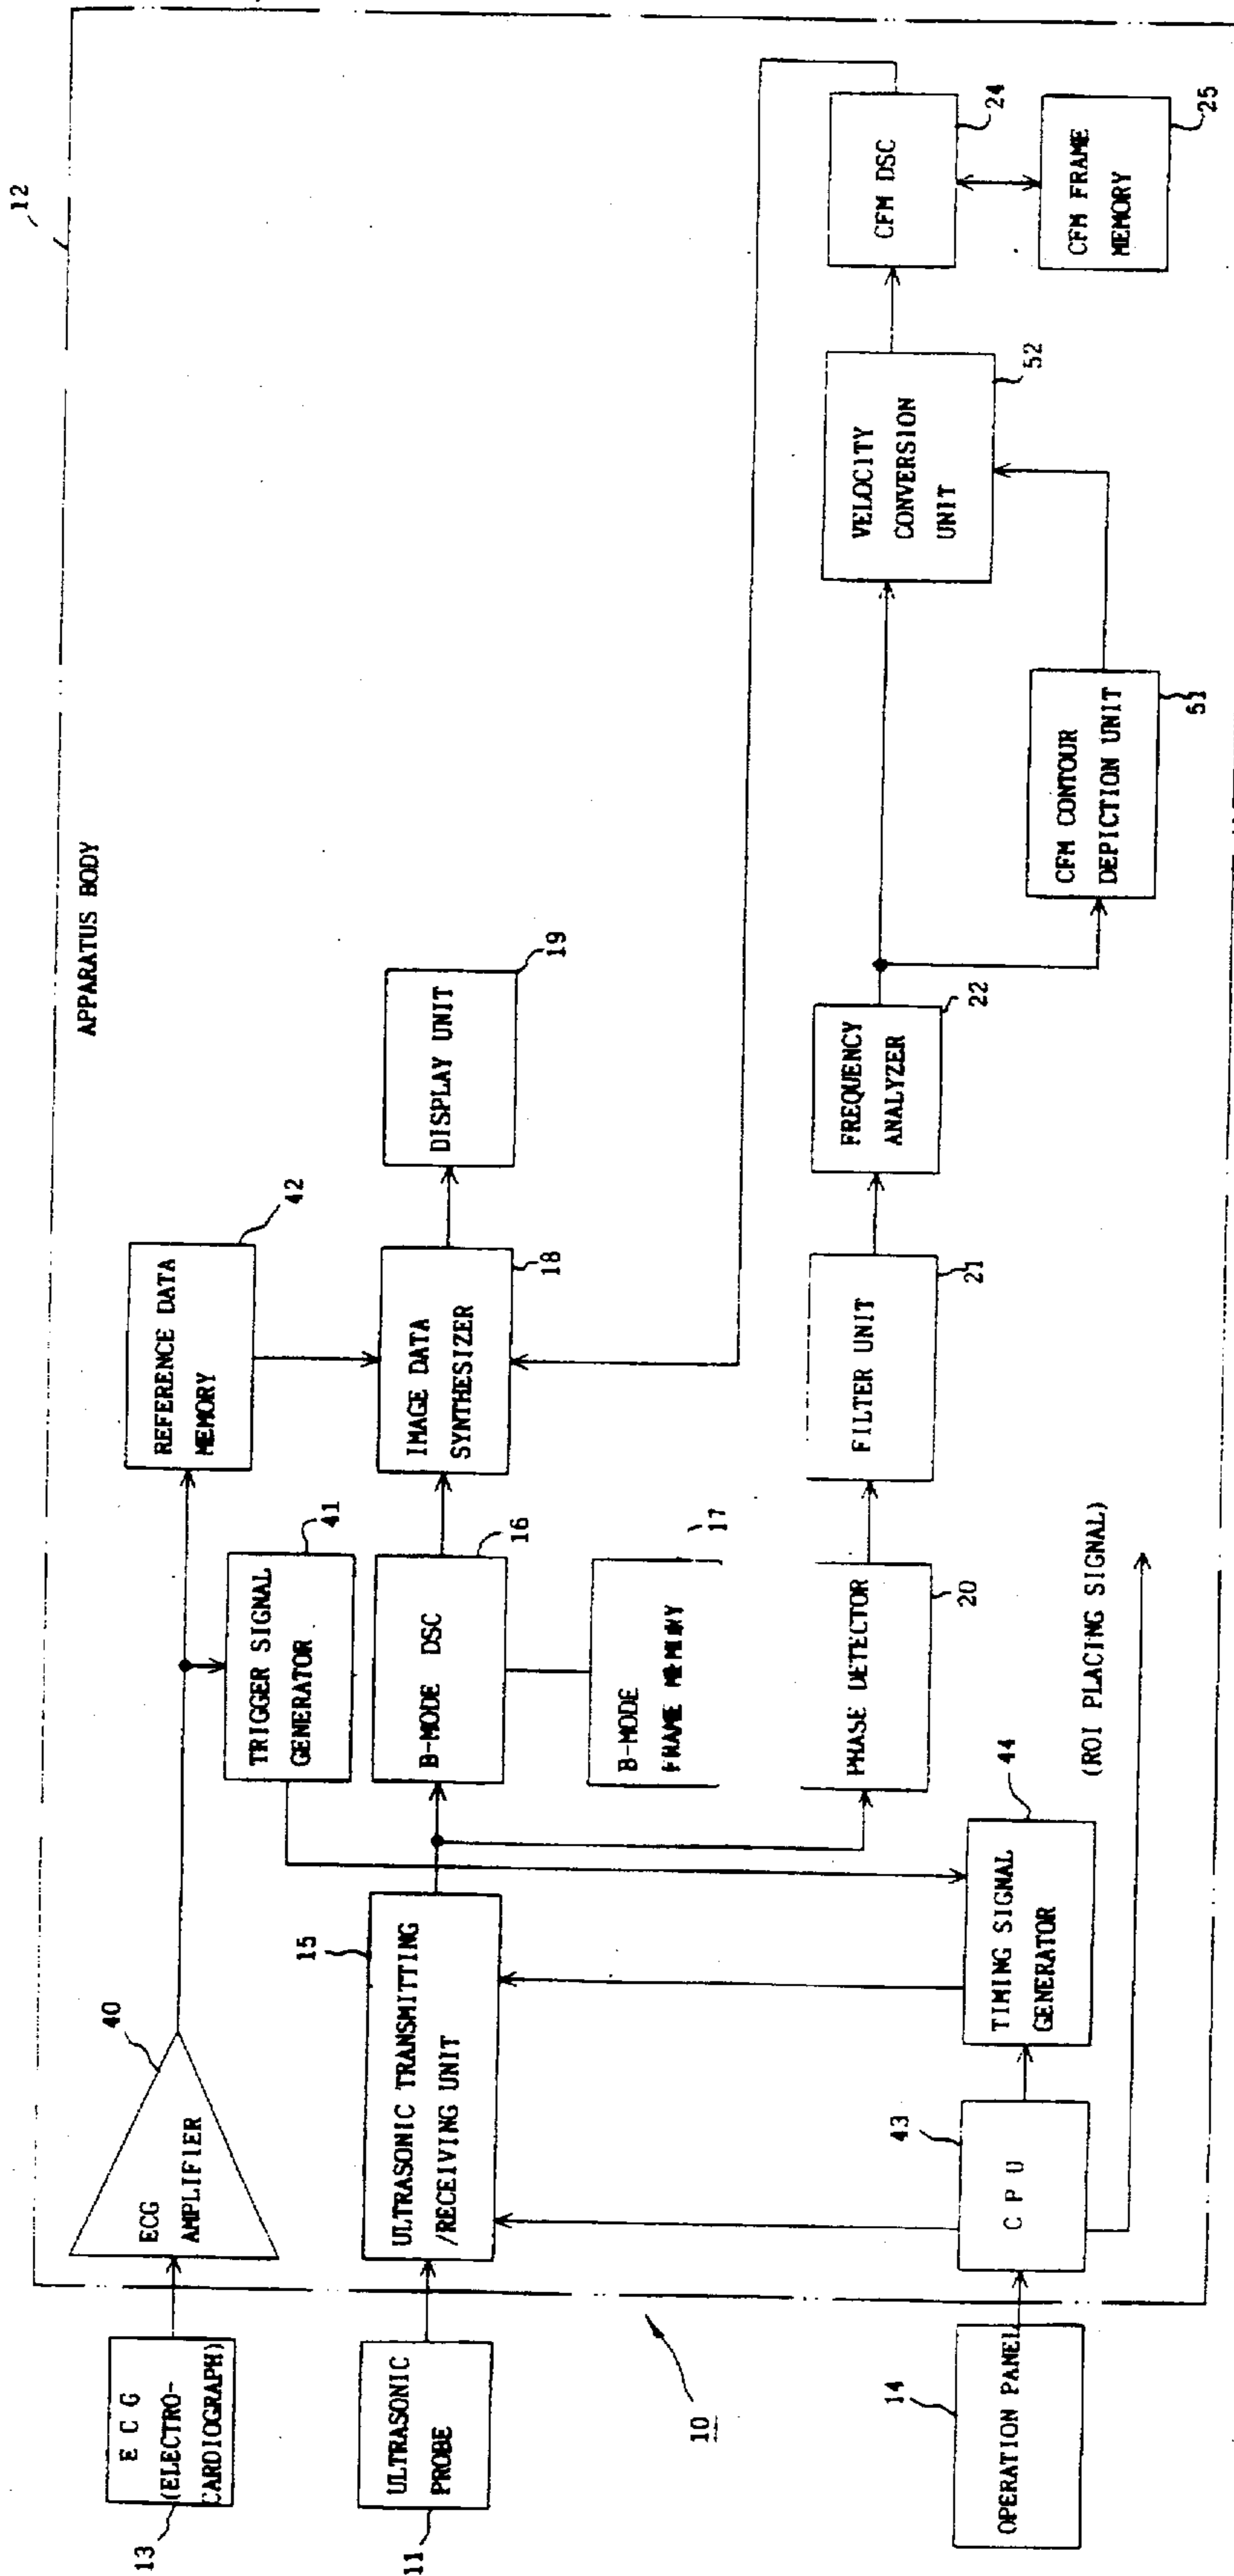 12
APPARATUS BODY
13
E C G
(ELECTRO-
CARDIOGRAPH)
ECG
AMPLIFIER
40
TRIGGER SIGNAL
GENERATOR
41
REFERENCE DATA
MEMORY
42
11
ULTRASONIC
PROBE
15
ULTRASONIC TRANSMITTING
/RECEIVING UNIT
B-MODE DSC
16
IMAGE DATA
SYNTHESIZER
18
DISPLAY UNIT
19
B-MODE
FRAME MEMORY
17
10
PHASE DETECTOR
20
FILTER UNIT
21
FREQUENCY
ANALYZER
22
VELOCITY
CONVERSION
UNIT
52
CFM DSC
24
CFM FRAME
MEMORY
25
CFM CONTOUR
DEPICTION UNIT
51
14
OPERATION PANEL
43
C P U
44
TIMING SIGNAL
GENERATOR
(ROI PLACING SIGNAL)